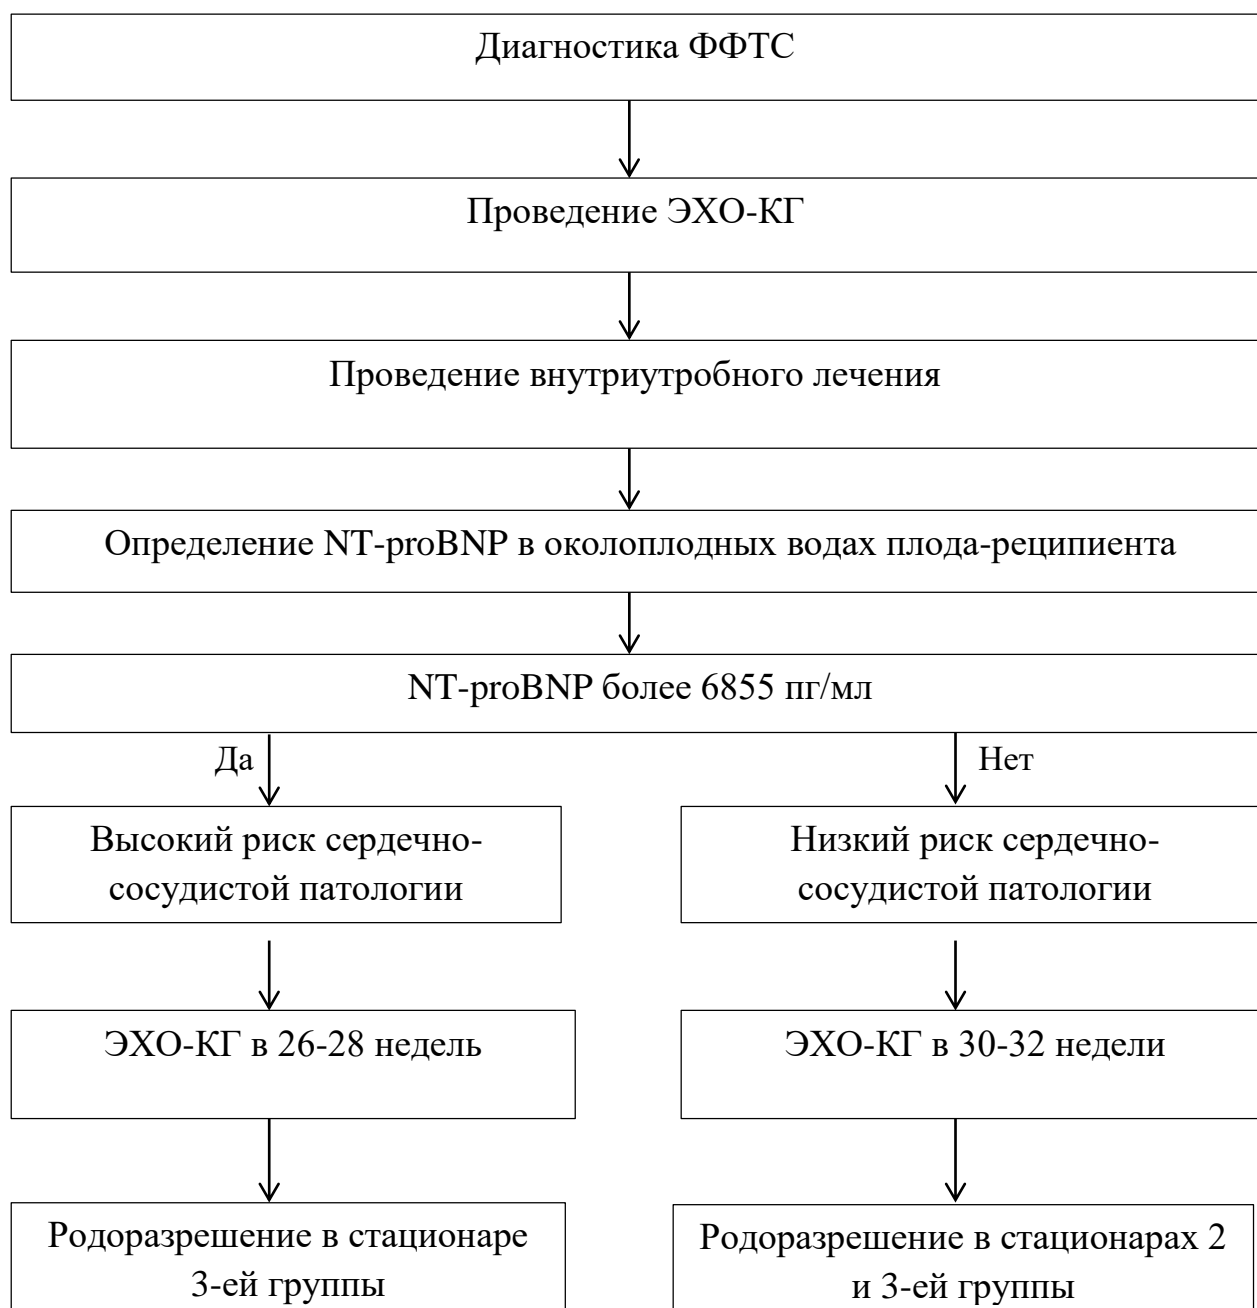 Диагностика ФФТС
Проведение ЭХО-КГ
Проведение внутриутробного лечения
Определение NT-proBNP в околоплодных водах плода-реципиента
NT-proBNP более 6855 пг/мл
Да
Нет
Высокий риск сердечно-
сосудистой патологии
Низкий риск сердечно-
сосудистой патологии
ЭХО-КГ в 26-28 недель
ЭХО-КГ в 30-32 недели
Родоразрешение в стационаре
3-ей группы
Родоразрешение в стационарах 2
и 3-ей группы